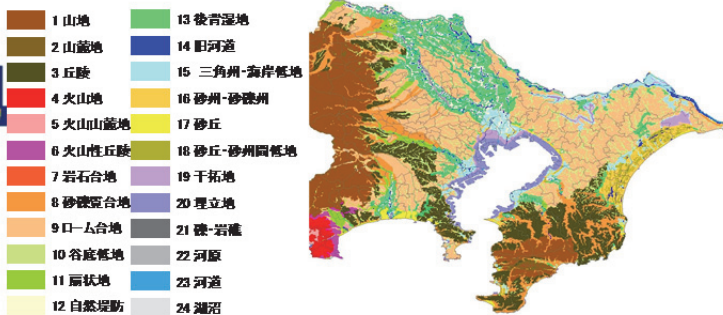 1 山地
2 山麓地
3 丘陵
4 火山地
5 火山山麓地
6 火山性丘陵
7 岩石台地
8 砂礫質台地
9 ローム台地
10 谷底低地
11 扇状地
12 自然堤防
13 後背湿地
14 旧河道
15 三角州・海岸低地
16 砂州・砂礫州
17 砂丘
18 砂丘・砂州間低地
19 干拓地
20 埋立地
21 礫・岩礁
22 河原
23 河道
24 湖沼